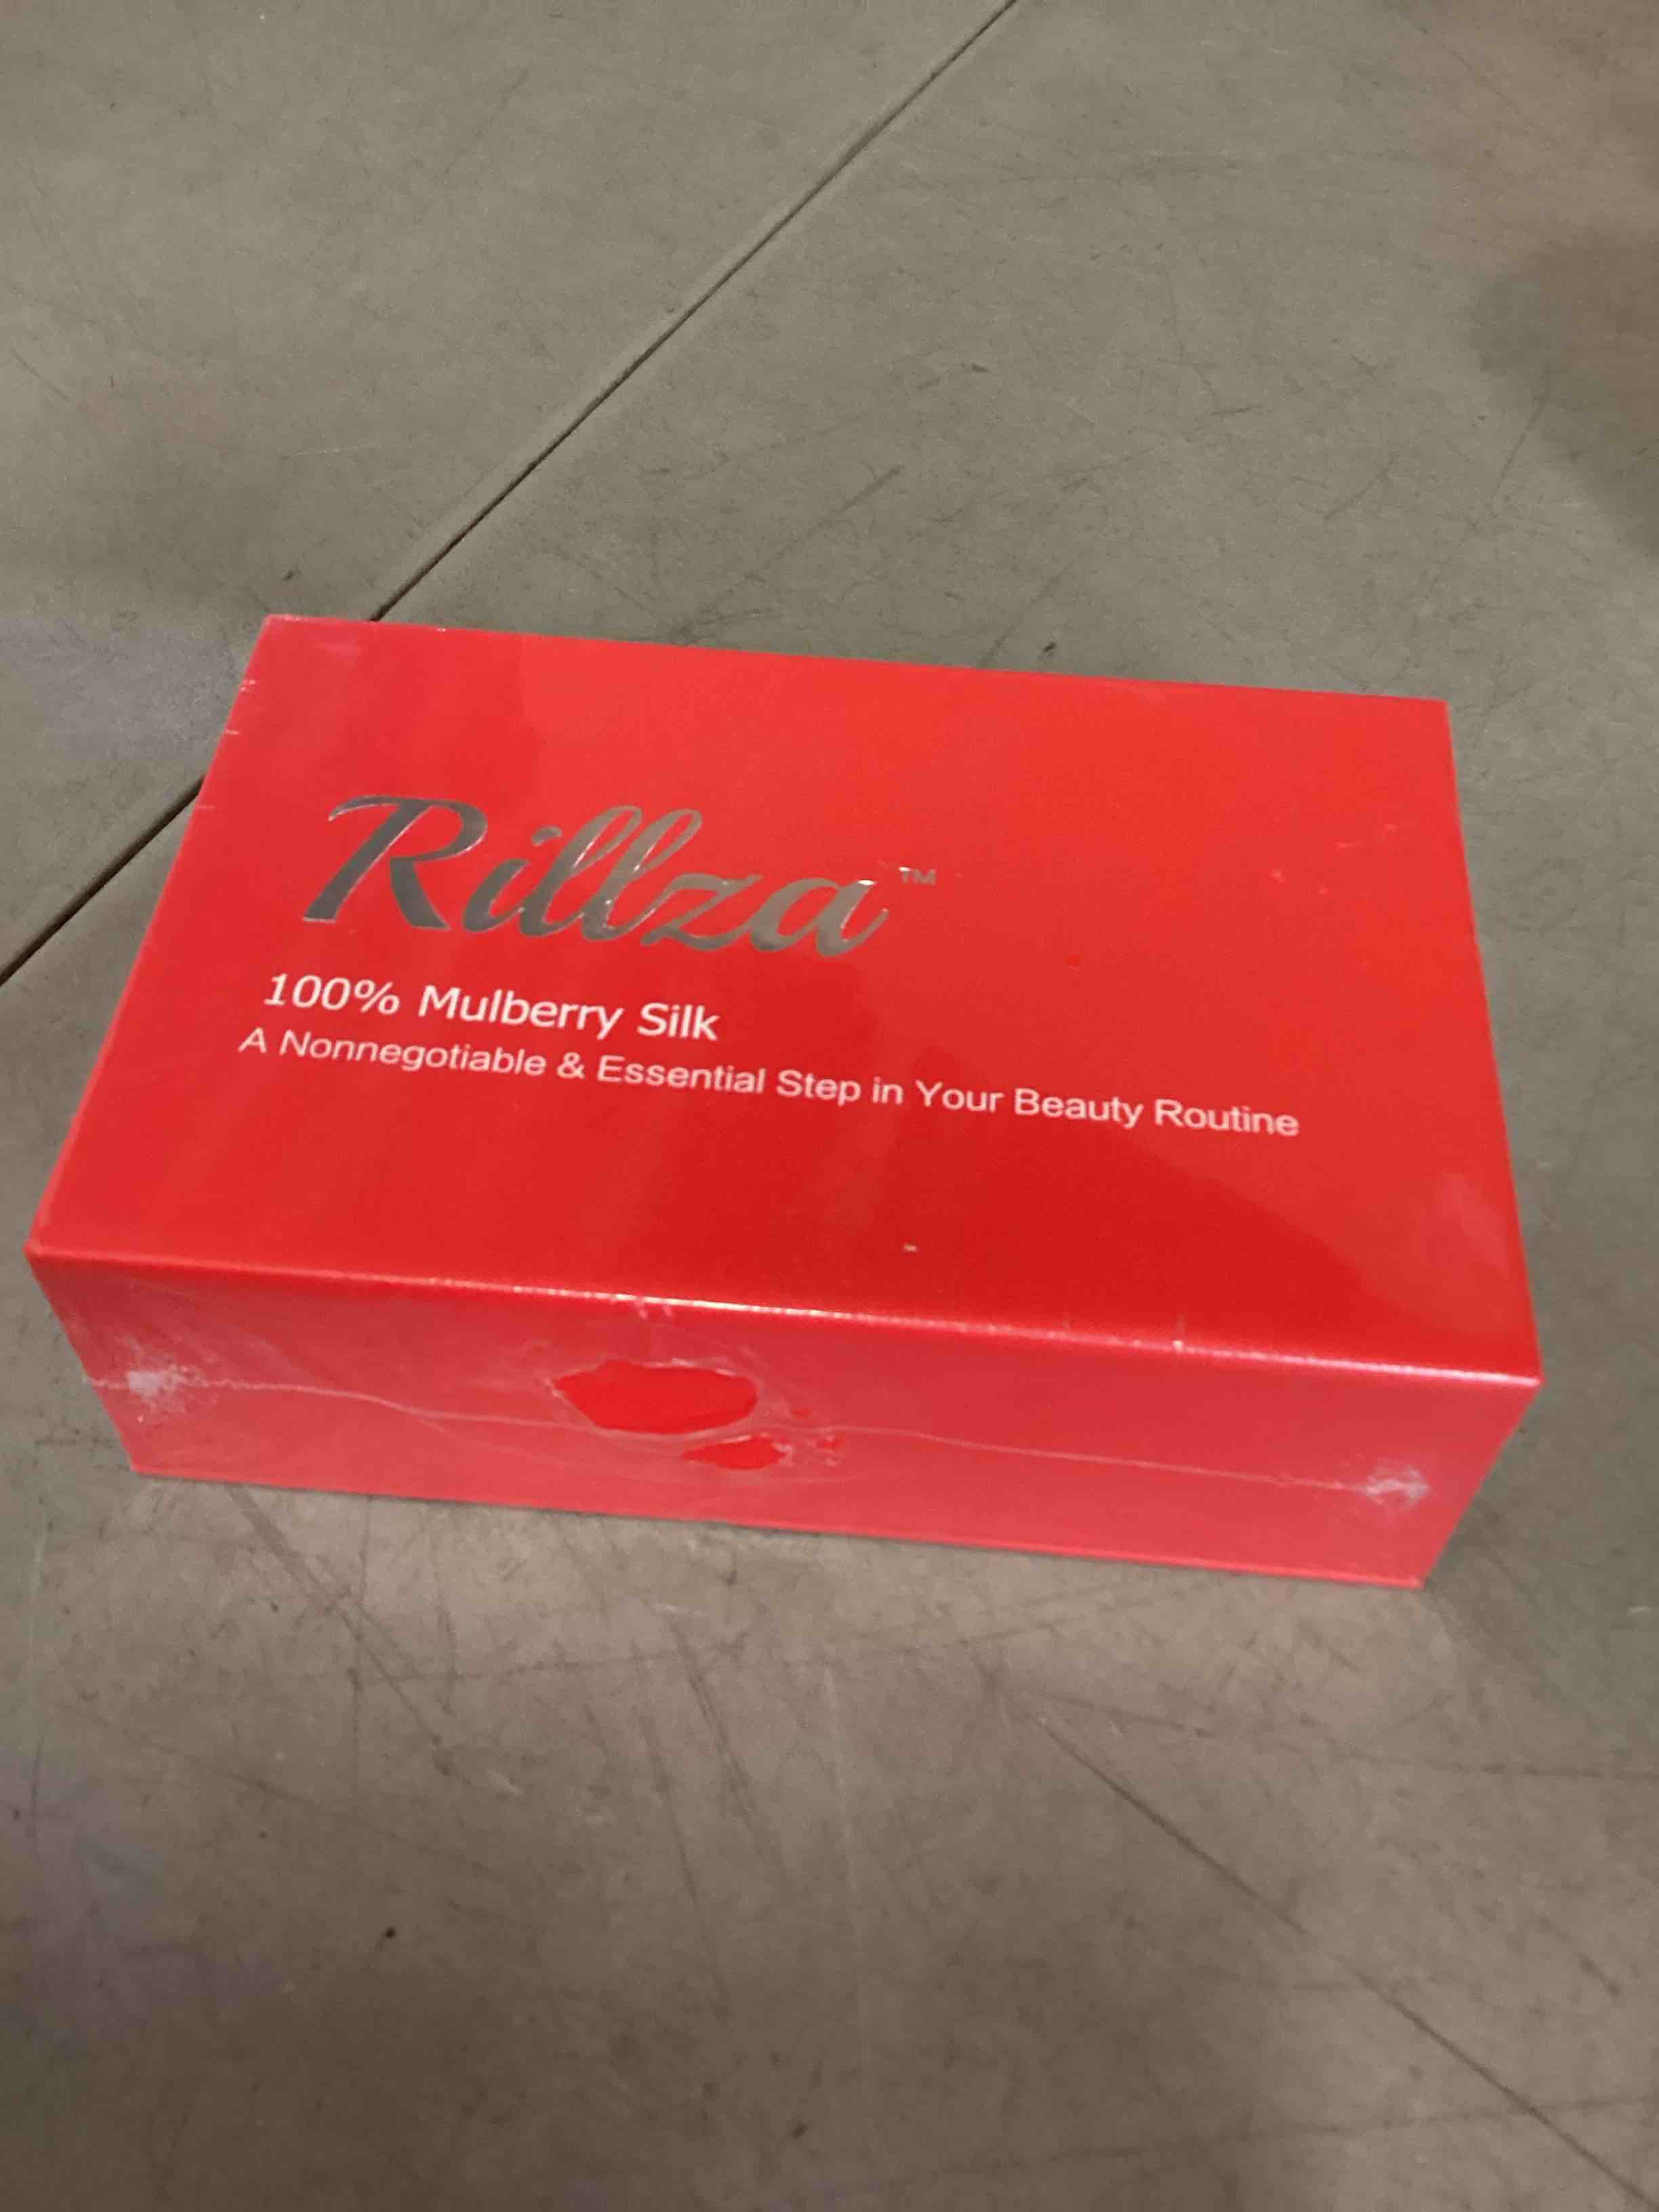 Rillza™
100% Mulberry Silk
A Nonnegotiable & Essential Step in Your Beauty Routine